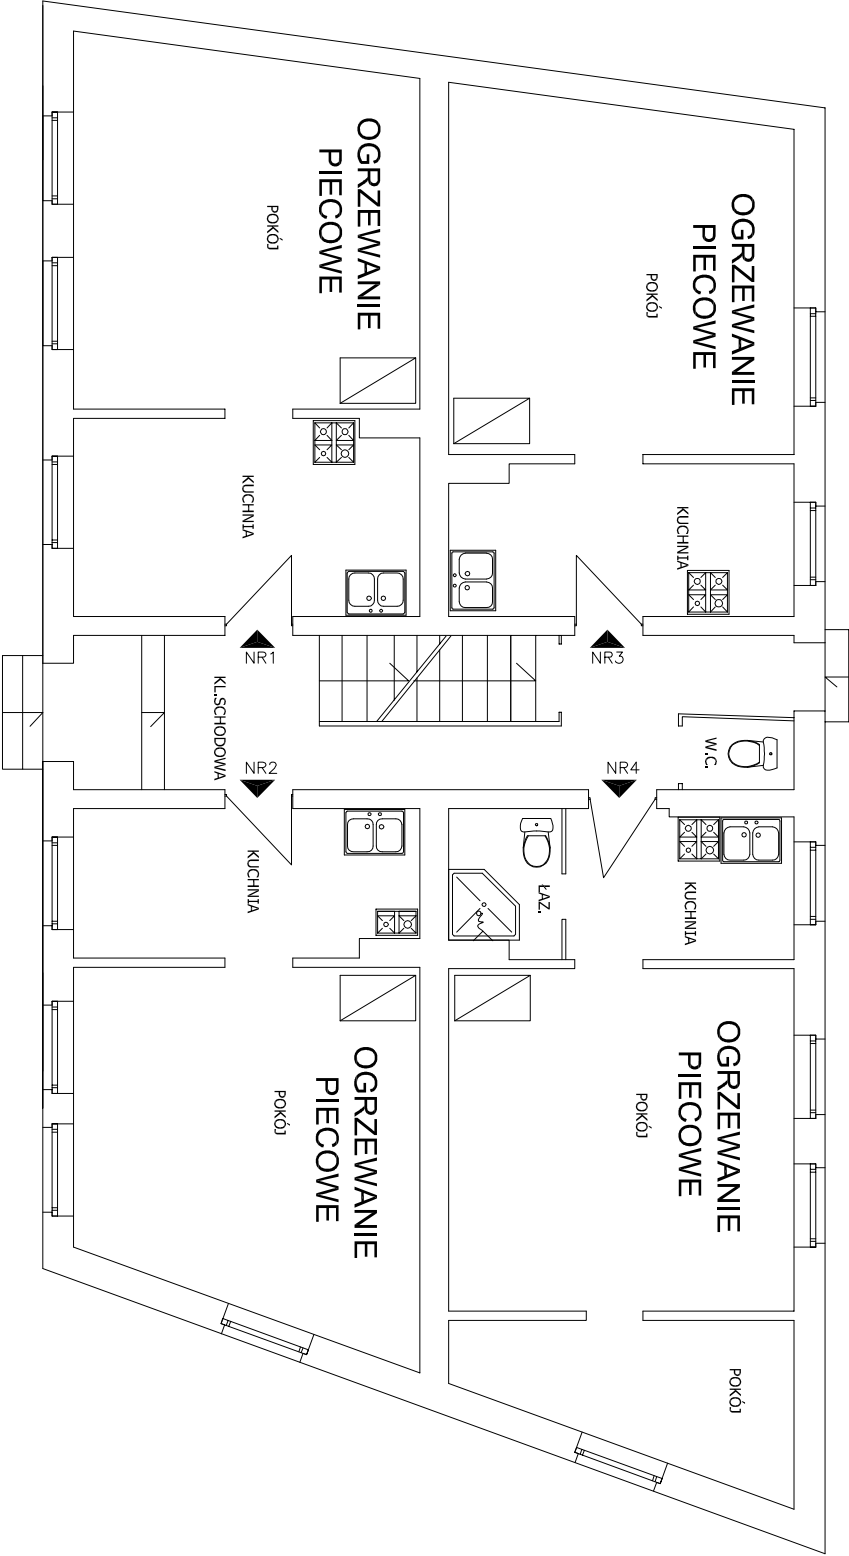 OGRZEWANIE
PIECOWE
POKÓJ
OGRZEWANIE
PIECOWE
POKÓJ
KUCHNIA
KUCHNIA
NR1
NR3
KL.SCHODOWA
W.C.
NR2
NR4
KUCHNIA
ŁAZ.
KUCHNIA
OGRZEWANIE
PIECOWE
POKÓJ
OGRZEWANIE
PIECOWE
POKÓJ
POKÓJ